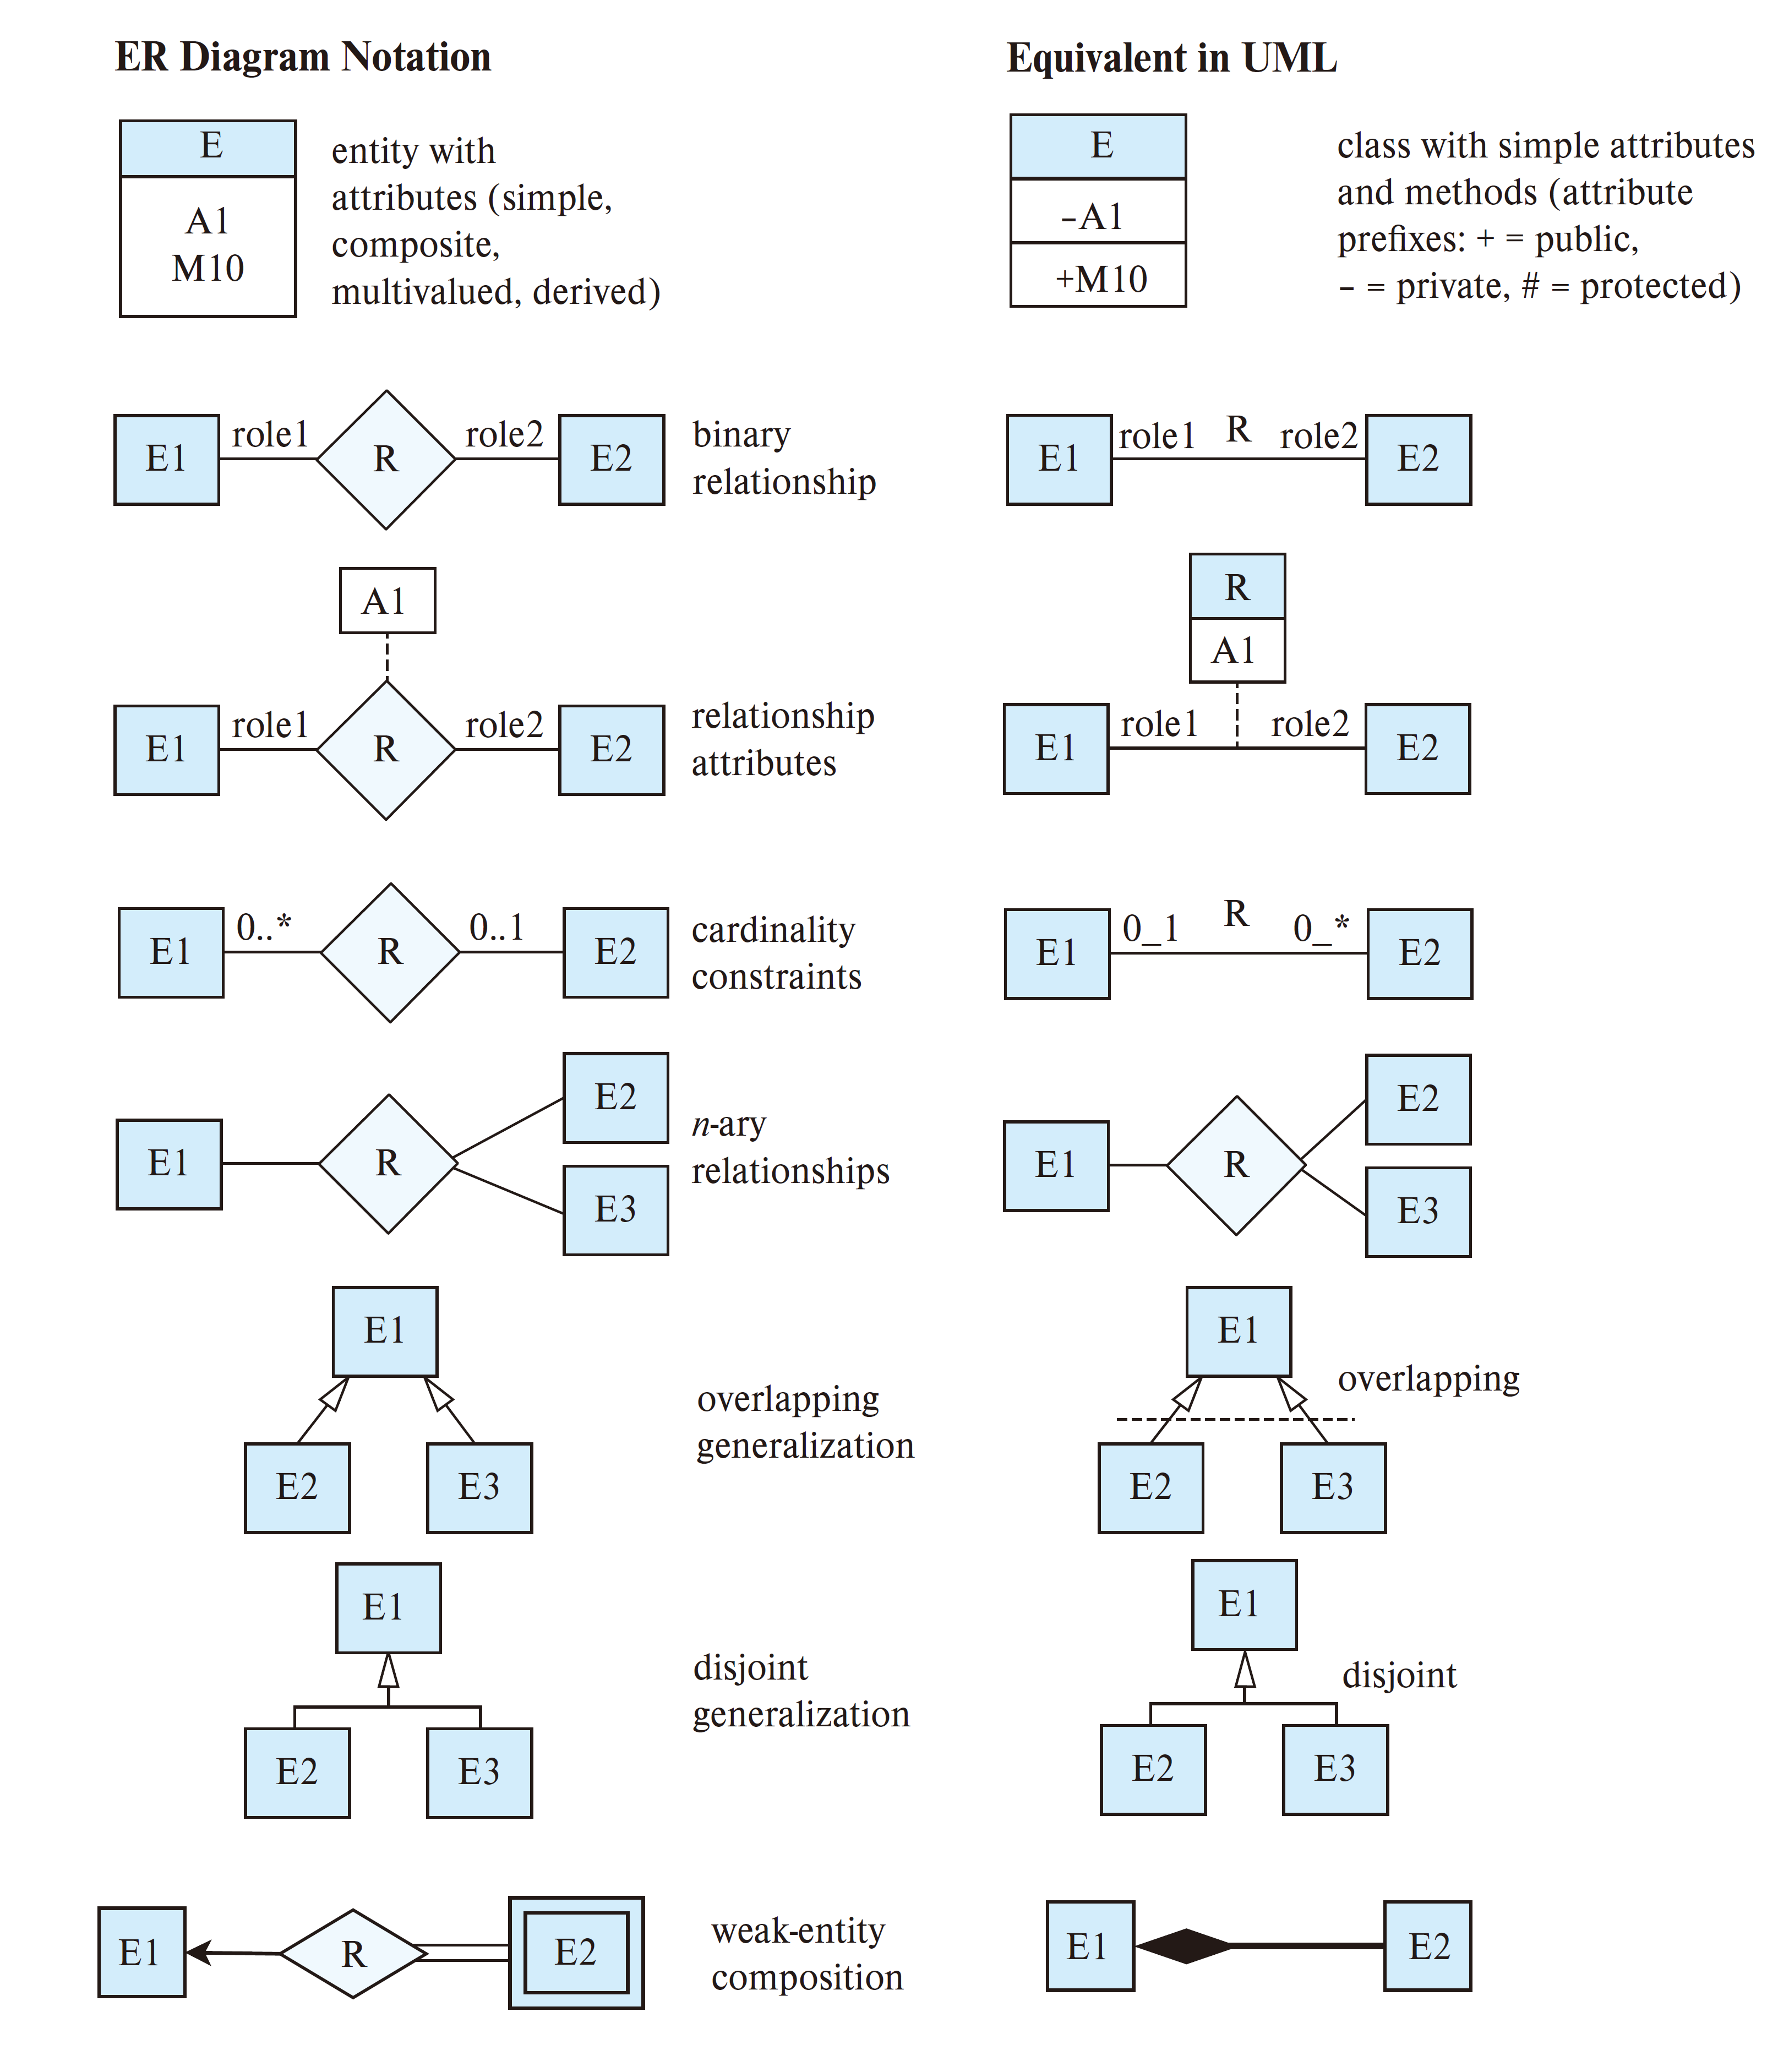 ER Diagram Notation
Equivalent in UML
E
A1
M10
entity with
attributes (simple,
composite,
multivalued, derived)
E
–A1
+M10
class with simple attributes
and methods (attribute
prefixes: + = public,
– = private, # = protected)
E1
role1
R
role2
E2
binary
relationship
E1
role1
R
role2
E2
A1
E1
role1
R
role2
E2
relationship
attributes
R
A1
E1
role1
role2
E2
E1
0..*
R
0..1
E2
cardinality
constraints
E1
0_1
R
0_*
E2
E1
R
E2
E3
n-ary
relationships
E1
R
E2
E3
E1
E2
E3
overlapping
generalization
E1
overlapping
E2
E3
E1
E2
E3
disjoint
generalization
E1
disjoint
E2
E3
E1
R
E2
weak-entity
composition
E1
E2